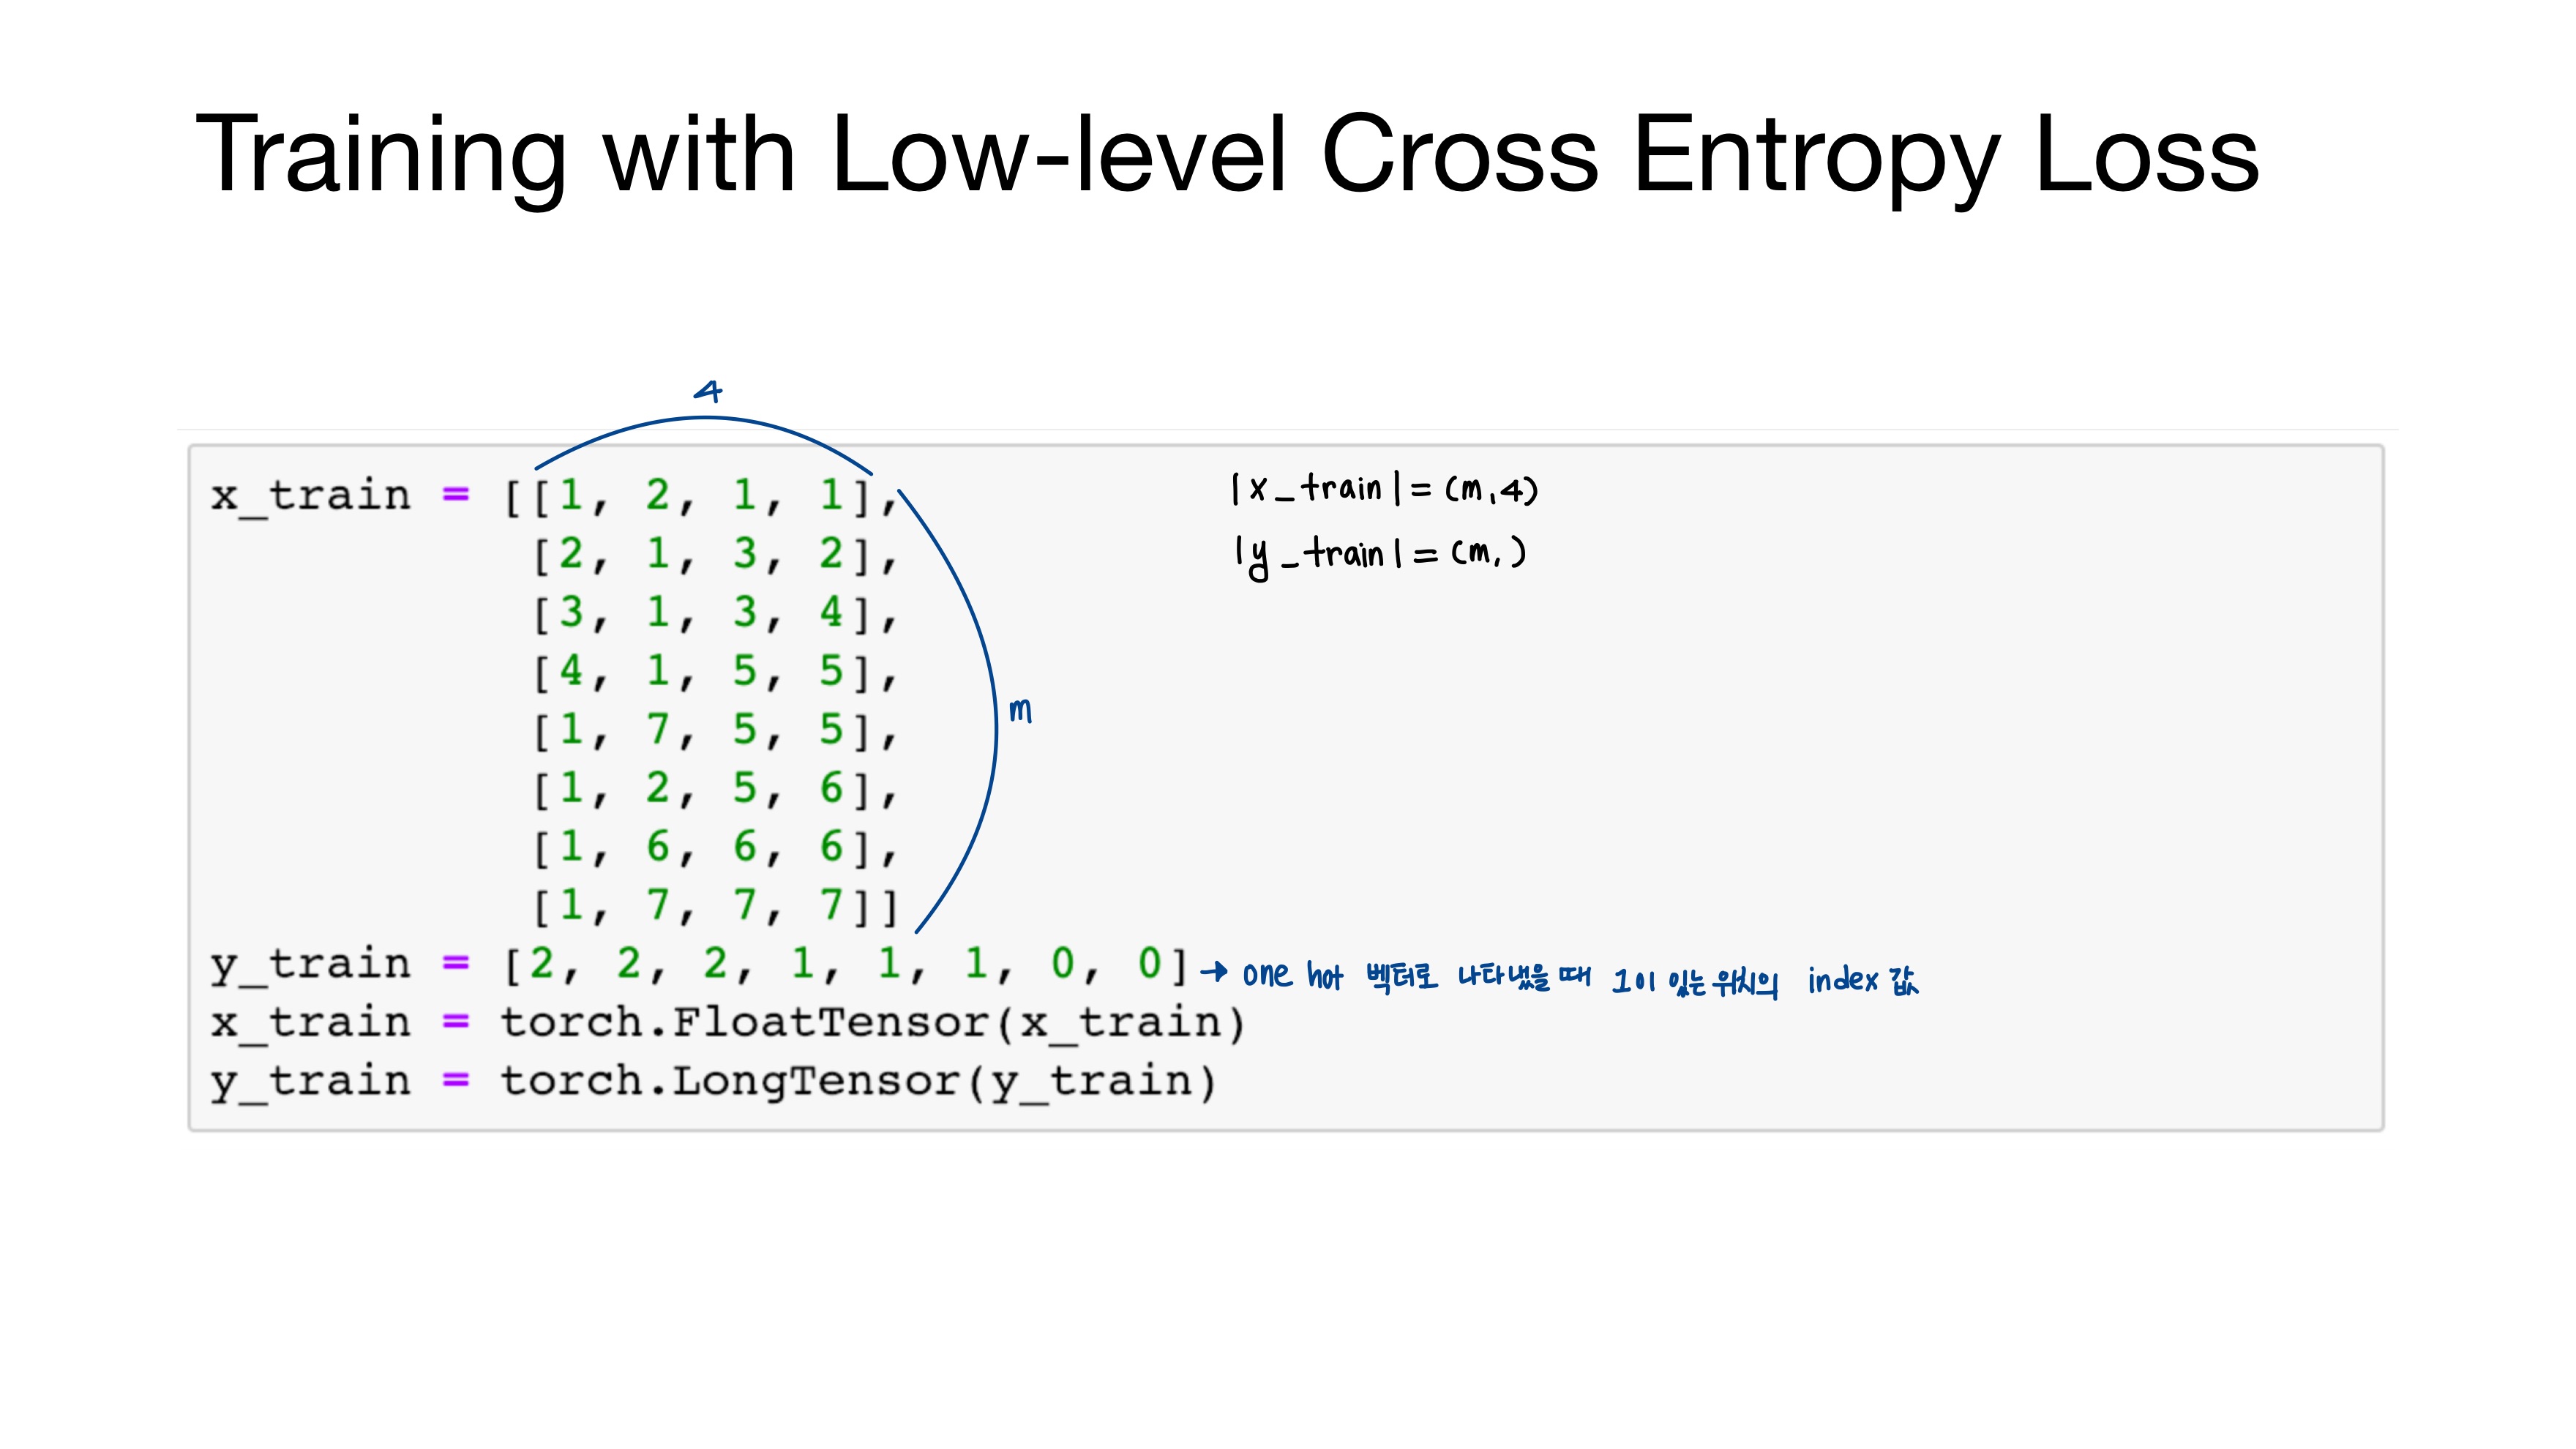 Training with Low-level Cross Entropy Loss
4
x_train = [[1, 2, 1, 1],
|x_train| = (m, 4)
[2, 1, 3, 2],
|y_train| = (m, )
[3, 1, 3, 4],
[4, 1, 5, 5],
[1, 7, 5, 5],
m
[1, 2, 5, 6],
[1, 6, 6, 6],
[1, 7, 7, 7]]
y_train = [2, 2, 2, 1, 1, 1, 0, 0] → one hot 벡터로 나타냈을 때 1이 있는 위치의 index 값
x_train = torch.FloatTensor(x_train)
y_train = torch.LongTensor(y_train)